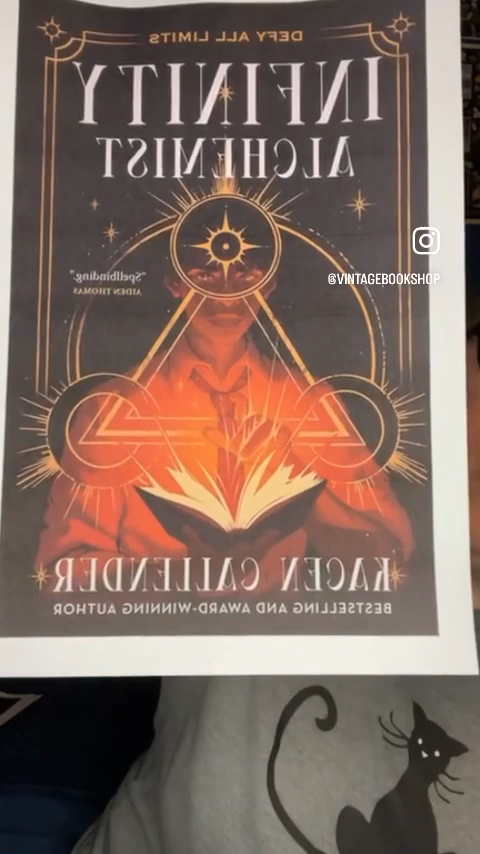 DEFY ALL LIMITS
INFINITY
ALCHEMIST
"Spellbinding."
AIDEN THOMAS
@VINTAGEBOOKSHOP
KACEN CALLENDER
BESTSELLING AND AWARD-WINNING AUTHOR